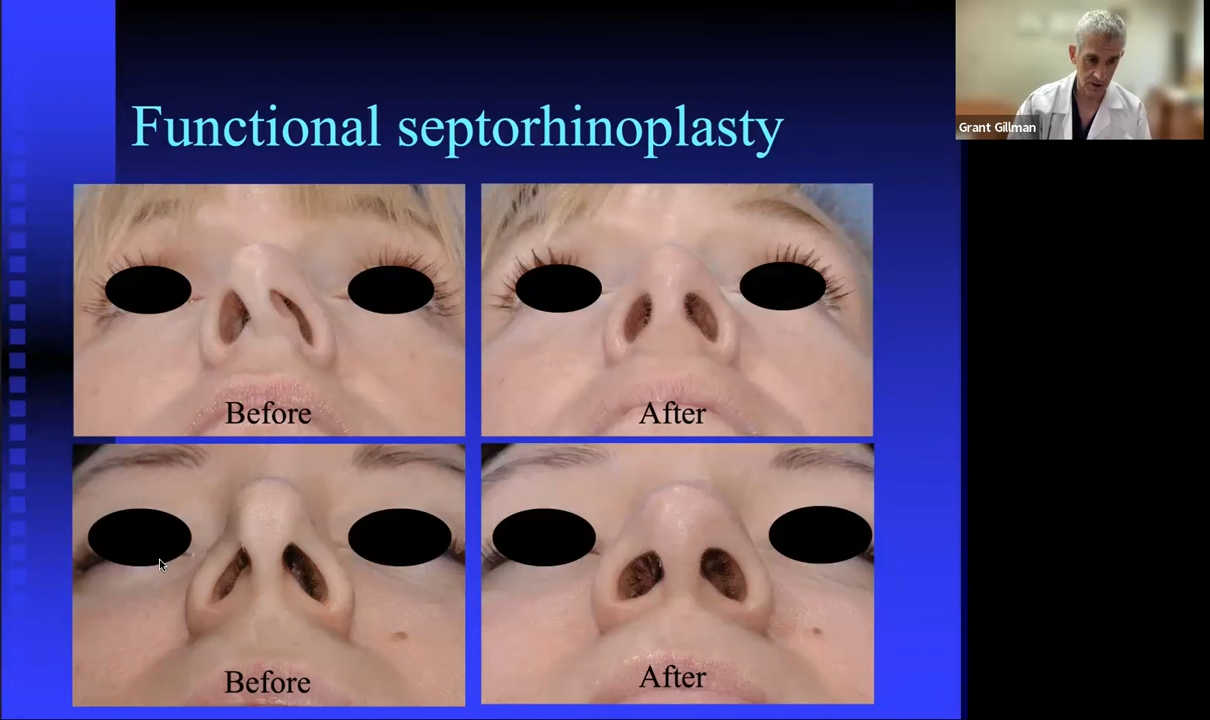 Functional septorhinoplasty
Grant Gillman
Before
After
Before
After